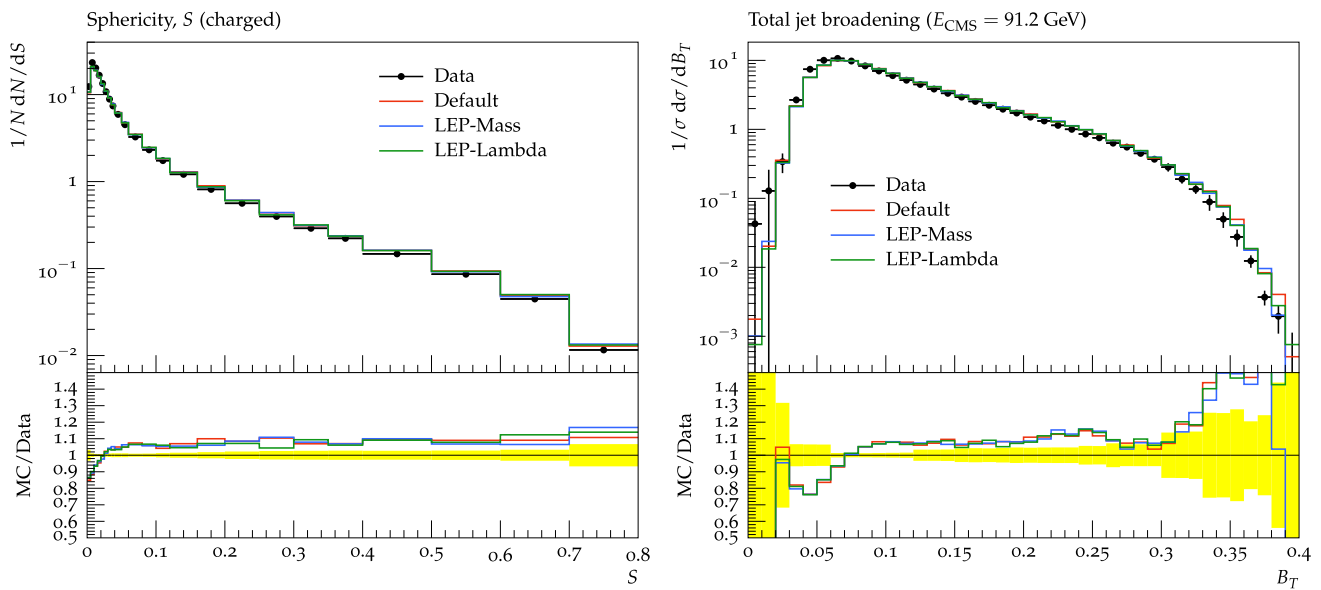 Sphericity, S (charged)
1/N dN/dS
10¹
1
10⁻¹
10⁻²
Data
Default
LEP-Mass
LEP-Lambda
MC/Data
1.4
1.3
1.2
1.1
1
0.9
0.8
0.7
0.6
0.5
0 0.1 0.2 0.3 0.4 0.5 0.6 0.7 0.8
S
Total jet broadening (E_CMS = 91.2 GeV)
1/σ dσ/dB_T
10¹
1
10⁻¹
10⁻²
10⁻³
Data
Default
LEP-Mass
LEP-Lambda
MC/Data
1.4
1.3
1.2
1.1
1
0.9
0.8
0.7
0.6
0.5
0 0.05 0.1 0.15 0.2 0.25 0.3 0.35 0.4
B_T